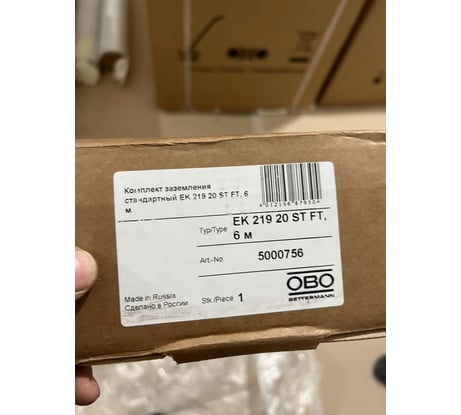 Комплект заземления
стандартный EK 219 20 ST FT, 6
м
Typ/Type EK 219 20 ST FT,
6 м
Art.-No. 5000756
Made in Russia
Сделано в России
Stk./Piece 1
OBO
BETTERMANN